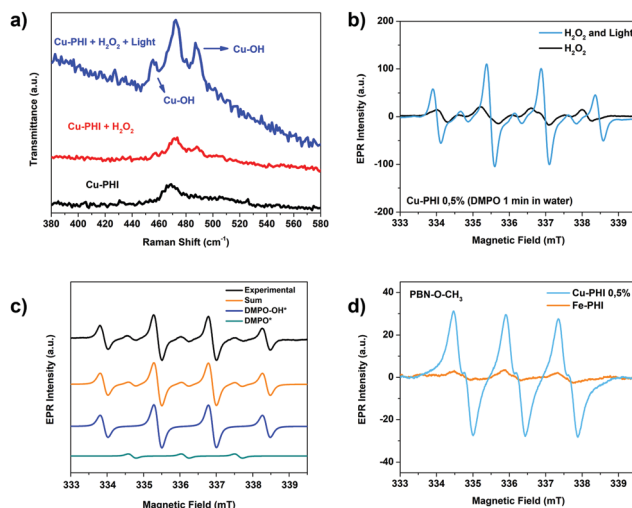 a)
Cu-PHI + H₂O₂ + Light
Cu-OH
Cu-OH
Cu-PHI + H₂O₂
Cu-PHI
Transmittance (a.u.)
380 400 420 440 460 480 500 520 540 560 580
Raman Shift (cm⁻¹)
b)
H₂O₂ and Light
H₂O₂
EPR Intensity (a.u.)
200
100
0
-100
-200
Cu-PHI 0,5% (DMPO 1 min in water)
333 334 335 336 337 338 339
Magnetic Field (mT)
c)
Experimental
Sum
DMPO-OH*
DMPO*
EPR Intensity (a.u.)
333 334 335 336 337 338 339
Magnetic Field (mT)
d)
PBN-O-CH₃
Cu-PHI 0,5%
Fe-PHI
EPR Intensity (a.u.)
40
20
0
-20
-40
333 334 335 336 337 338 339
Magnetic Field (mT)